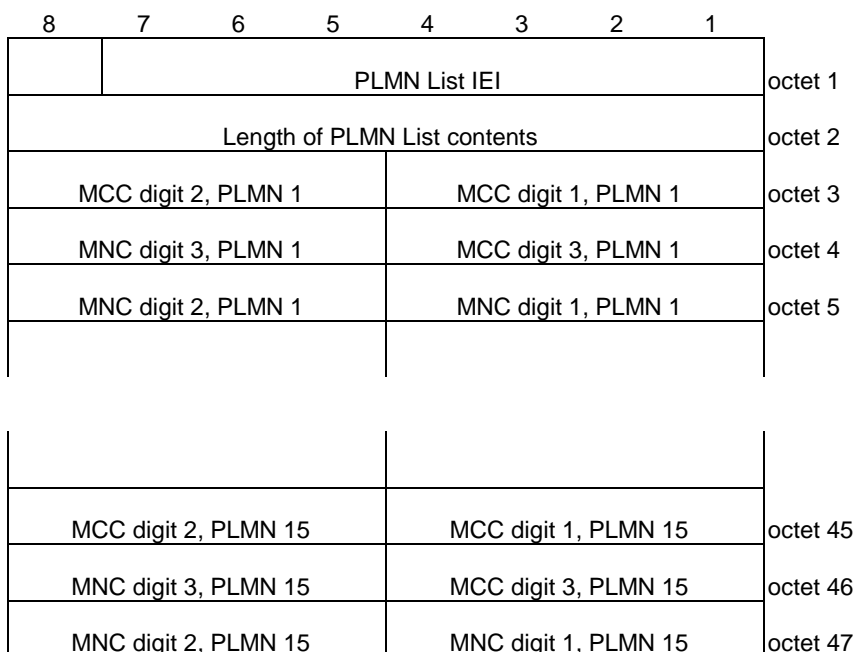 8 7 6 5 4 3 2 1
PLMN List IEI octet 1
Length of PLMN List contents octet 2
MCC digit 2, PLMN 1 MCC digit 1, PLMN 1 octet 3
MNC digit 3, PLMN 1 MCC digit 3, PLMN 1 octet 4
MNC digit 2, PLMN 1 MNC digit 1, PLMN 1 octet 5
MCC digit 2, PLMN 15 MCC digit 1, PLMN 15 octet 45
MNC digit 3, PLMN 15 MCC digit 3, PLMN 15 octet 46
MNC digit 2, PLMN 15 MNC digit 1, PLMN 15 octet 47